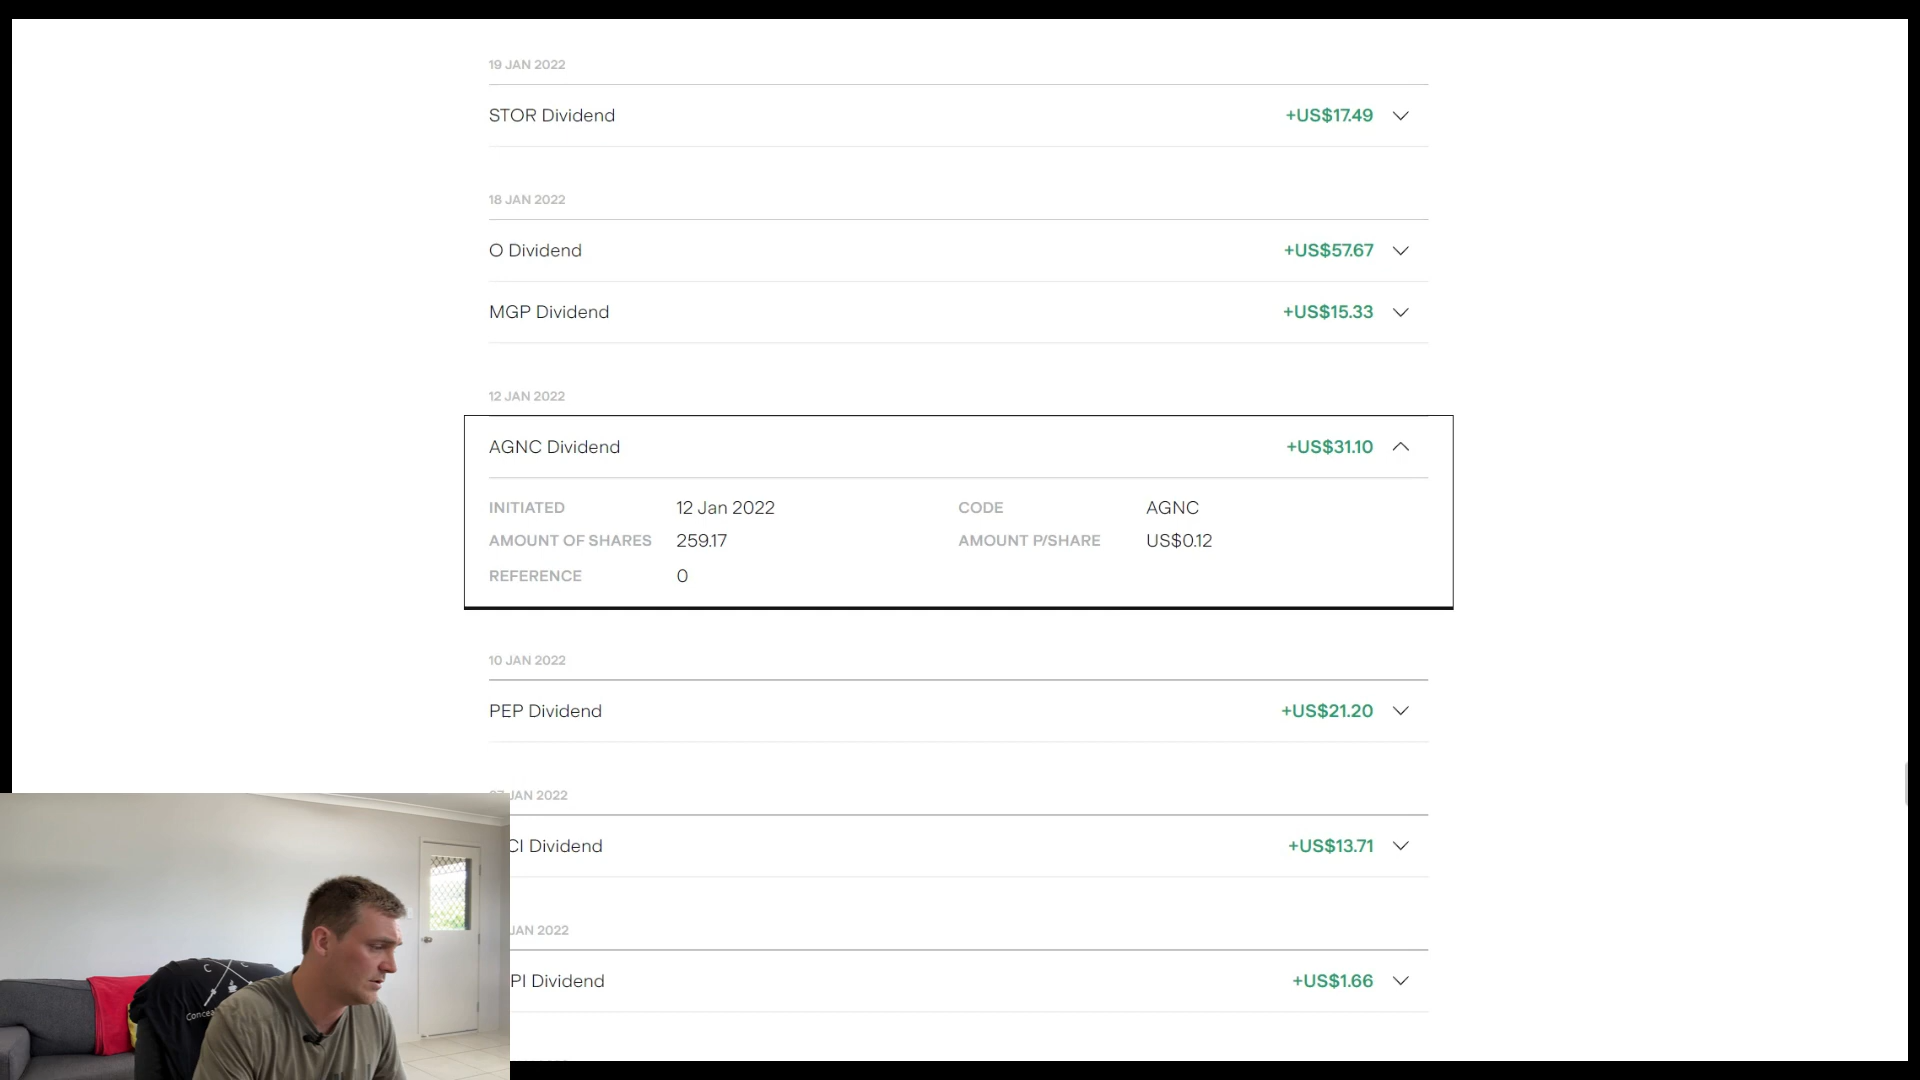 19 JAN 2022
STOR Dividend +US$17.49
18 JAN 2022
O Dividend +US$57.67
MGP Dividend +US$15.33
12 JAN 2022
AGNC Dividend +US$31.10
INITIATED 12 Jan 2022 CODE AGNC
AMOUNT OF SHARES 259.17 AMOUNT P/SHARE US$0.12
REFERENCE 0
10 JAN 2022
PEP Dividend +US$21.20
JAN 2022
CI Dividend +US$13.71
JAN 2022
PI Dividend +US$1.66